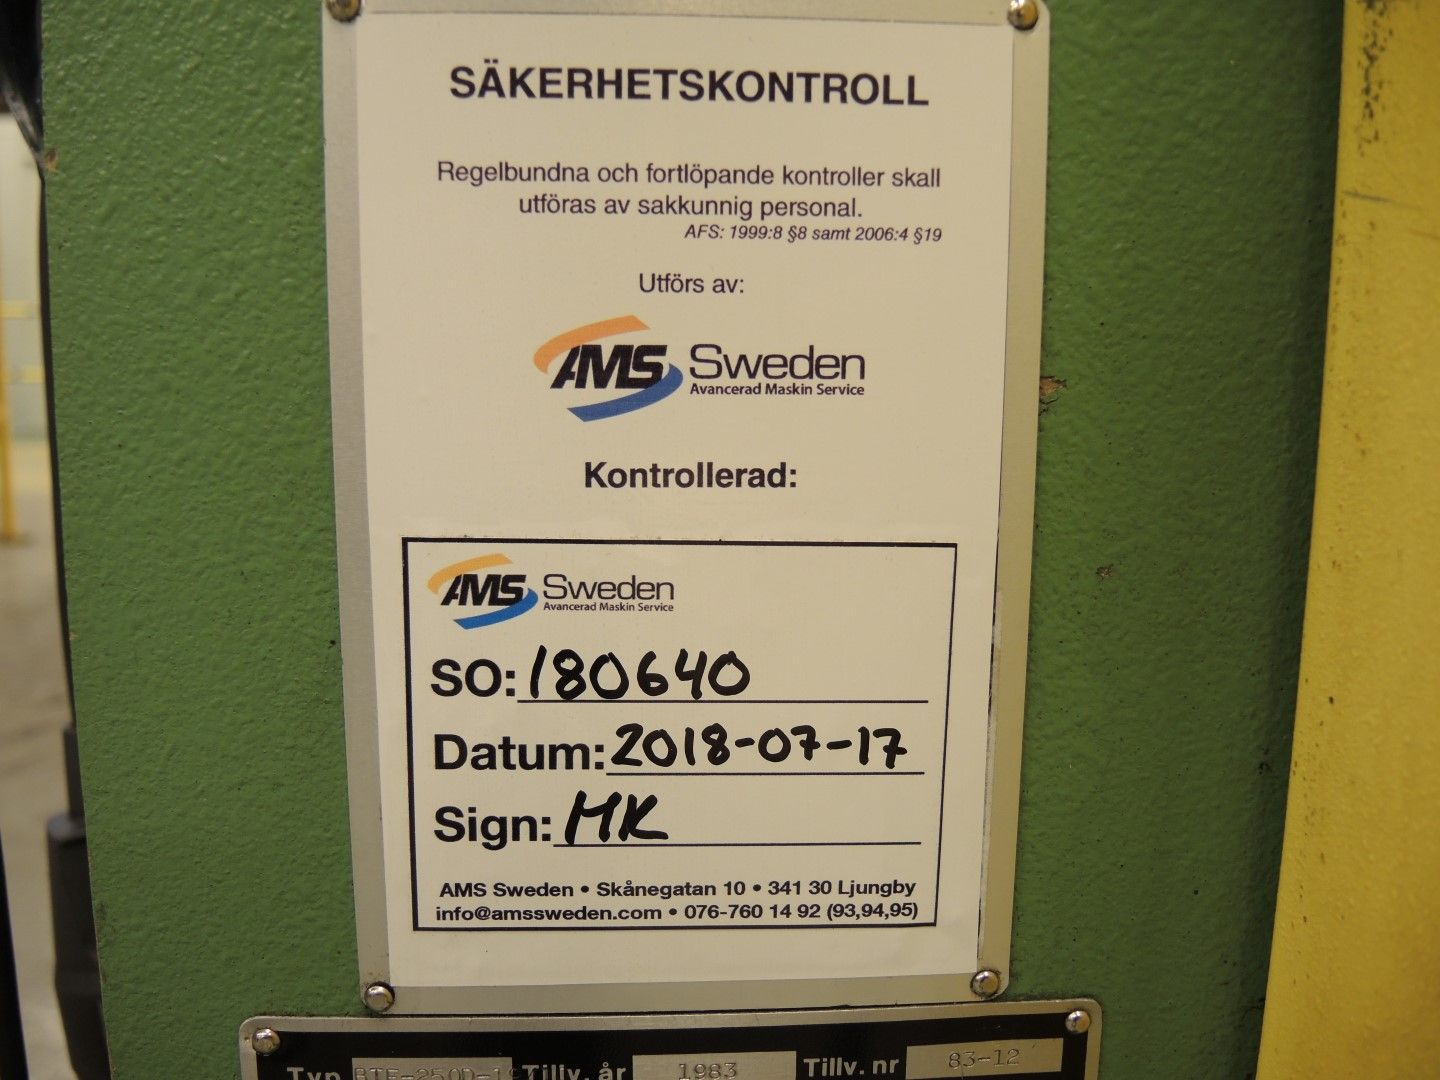 SÄKERHETSKONTROLL
Regelbundna och fortlöpande kontroller skall
utföras av sakkunnig personal.
AFS: 1999:8 §8 samt 2006:4 §19
Utförs av:
AMS Sweden
Avancerad Maskin Service
Kontrollerad:
AMS Sweden
Avancerad Maskin Service
SO: 180640
Datum: 2018-07-17
Sign: MK
AMS Sweden • Skånegatan 10 • 341 30 Ljungby
info@amssweden.com • 076-760 14 92 (93,94,95)
Typ Tillv. år 1983 Tillv. nr 83-12